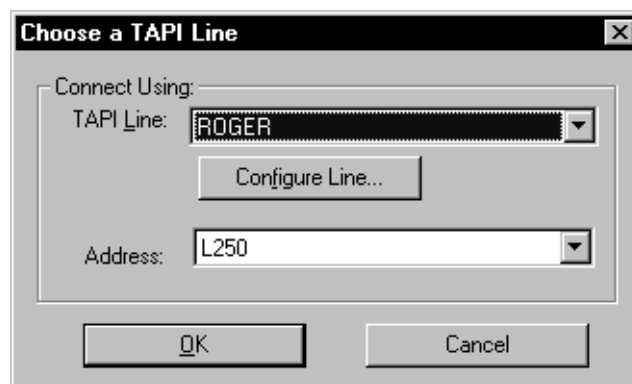 Choose a TAPI Line
Connect Using:
TAPI Line: ROGER
Configure Line...
Address: L250
OK Cancel